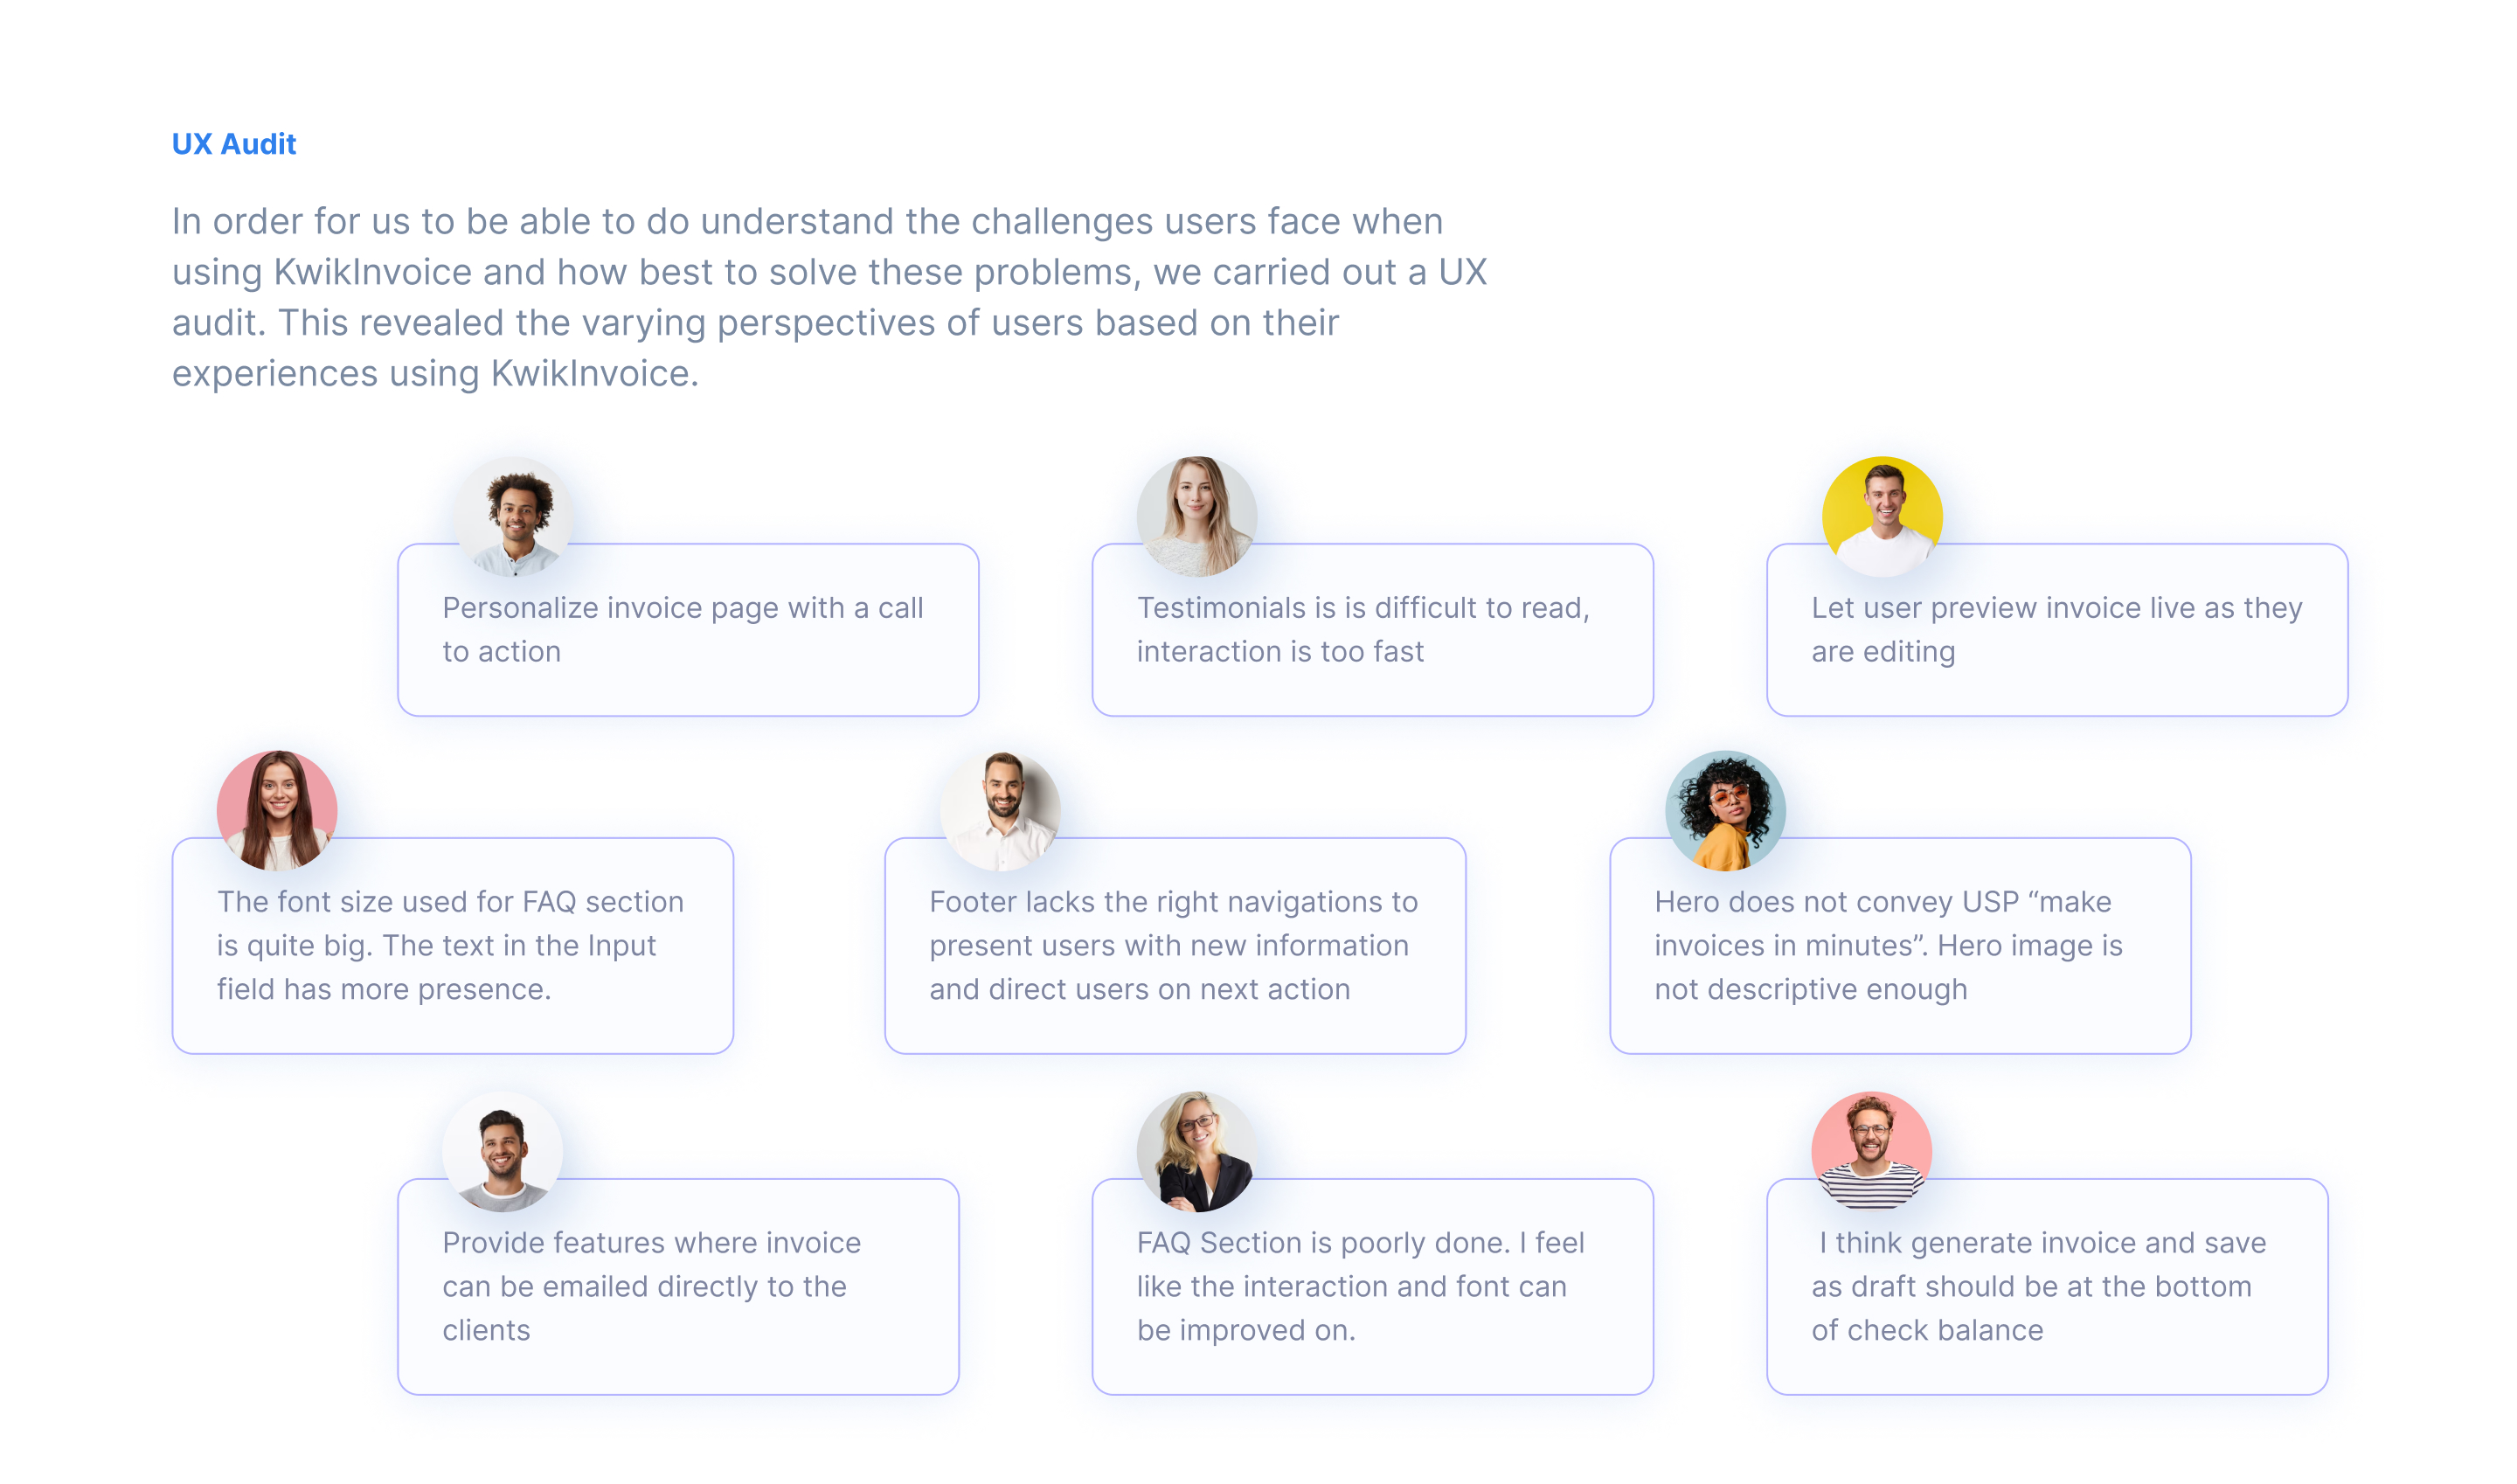 UX Audit
In order for us to be able to do understand the challenges users face when
using KwikInvoice and how best to solve these problems, we carried out a UX
audit. This revealed the varying perspectives of users based on their
experiences using KwikInvoice.
Personalize invoice page with a call
to action
Testimonials is is difficult to read,
interaction is too fast
Let user preview invoice live as they
are editing
The font size used for FAQ section
is quite big. The text in the Input
field has more presence.
Footer lacks the right navigations to
present users with new information
and direct users on next action
Hero does not convey USP “make
invoices in minutes”. Hero image is
not descriptive enough
Provide features where invoice
can be emailed directly to the
clients
FAQ Section is poorly done. I feel
like the interaction and font can
be improved on.
I think generate invoice and save
as draft should be at the bottom
of check balance